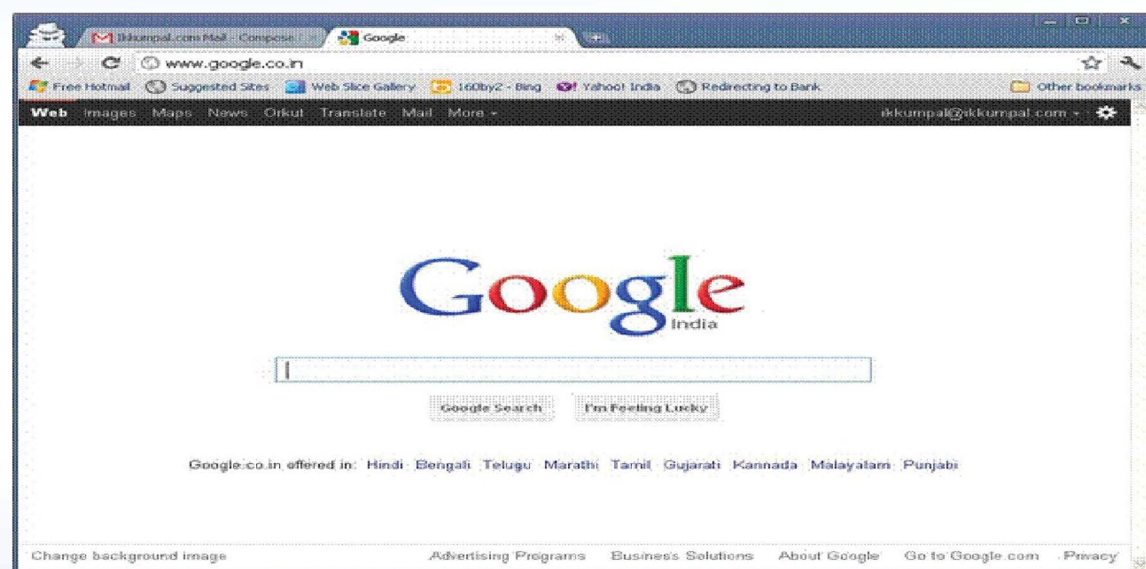 Ikkumpal.com Mail - Compose
Google
www.google.co.in
Free Hotmail Suggested Sites Web Slice Gallery 160by2 - Bing Yahoo! India Redirecting to Bank Other bookmarks
Web Images Maps News Orkut Translate Mail More
ikkumpal@ikkumpal.com
Google
India
Google Search I'm Feeling Lucky
Google.co.in offered in: Hindi Bengali Telugu Marathi Tamil Gujarati Kannada Malayalam Punjabi
Change background image Advertising Programs Business Solutions About Google Go to Google.com Privacy